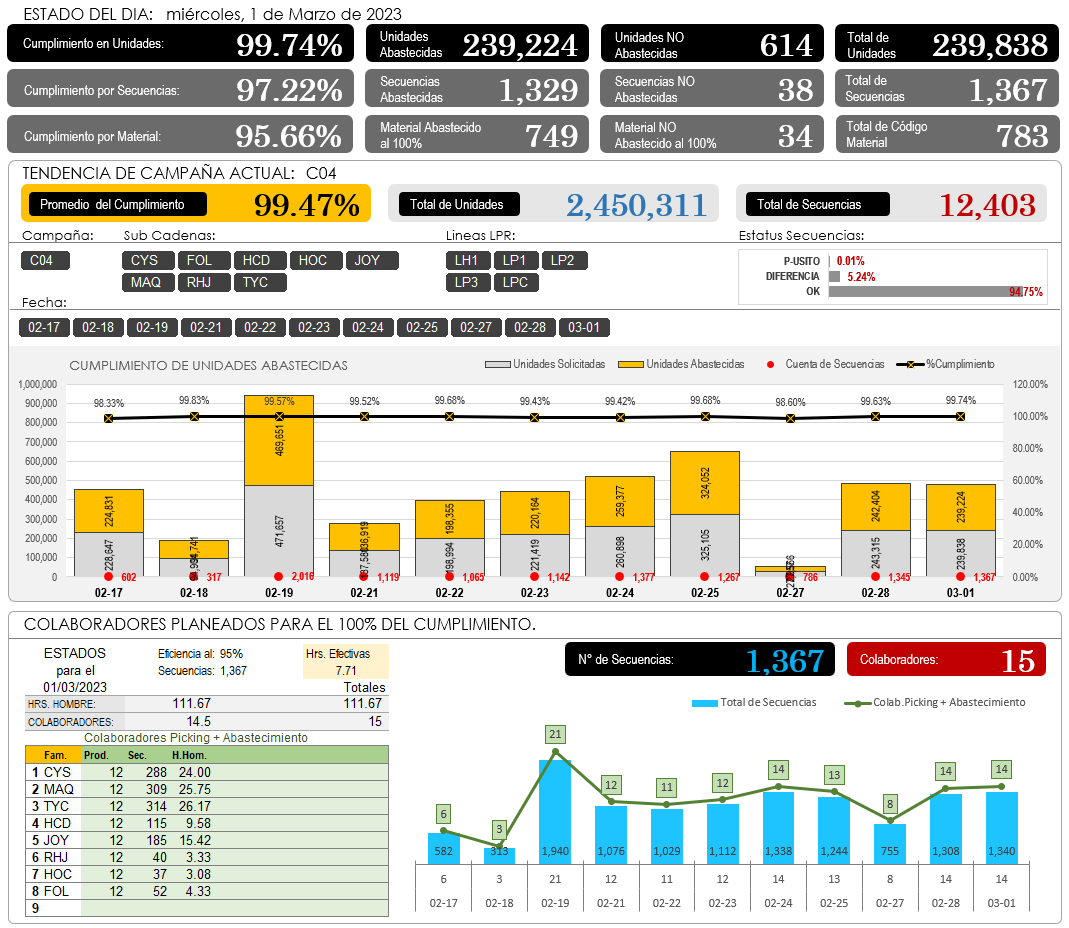 ESTADO DEL DIA: miércoles, 1 de Marzo de 2023
Cumplimiento en Unidades: 99.74%
Unidades Abastecidas 239,224
Unidades NO Abastecidas 614
Total de Unidades 239,838
Cumplimiento por Secuencias: 97.22%
Secuencias Abastecidas 1,329
Secuencias NO Abastecidas 38
Total de Secuencias 1,367
Cumplimiento por Material: 95.66%
Material Abastecido al 100% 749
Material NO Abastecido al 100% 34
Total de Código Material 783
TENDENCIA DE CAMPAÑA ACTUAL: C04
Promedio del Cumplimiento 99.47%
Total de Unidades 2,450,311
Total de Secuencias 12,403
Campaña: Sub Cadenas: Lineas LPR: Estatus Secuencias:
C04 CYS FOL HCD HOC JOY LH1 LP1 LP2
MAQ RHJ TYC LP3 LPC
P-USITO 0.01%
DIFERENCIA 5.24%
OK 94.75%
Fecha:
02-17 02-18 02-19 02-21 02-22 02-23 02-24 02-25 02-27 02-28 03-01
CUMPLIMIENTO DE UNIDADES ABASTECIDAS
Unidades Solicitadas Unidades Abastecidas Cuenta de Secuencias %Cumplimiento
1,000,000
900,000
800,000
700,000
600,000
500,000
400,000
300,000
200,000
100,000
0
120.00%
100.00%
80.00%
60.00%
40.00%
20.00%
0.00%
98.33% 99.83% 99.57% 99.52% 99.68% 99.43% 99.42% 99.68% 98.60% 99.63% 99.74%
224,831 469,651 198,355 220,164 259,377 324,052 242,404 239,224
228,647 471,657 198,994 221,419 260,898 325,105 243,315 239,838
602 317 2,016 1,119 1,065 1,142 1,377 1,267 786 1,345 1,367
02-17 02-18 02-19 02-21 02-22 02-23 02-24 02-25 02-27 02-28 03-01
COLABORADORES PLANEADOS PARA EL 100% DEL CUMPLIMIENTO.
ESTADOS para el 01/03/2023
Eficiencia al: 95%
Secuencias: 1,367
Hrs. Efectivas
7.71
Totales
HRS. HOMBRE: 111.67 111.67
COLABORADORES: 14.5 15
Colaboradores Picking + Abastecimiento
Fam. Prod. Sec. H.Hom.
1 CYS 12 288 24.00
2 MAQ 12 309 25.75
3 TYC 12 314 26.17
4 HCD 12 115 9.58
5 JOY 12 185 15.42
6 RHJ 12 40 3.33
7 HOC 12 37 3.08
8 FOL 12 52 4.33
9
N° de Secuencias: 1,367
Colaboradores: 15
Total de Secuencias Colab.Picking + Abastecimiento
6 3 21 12 11 12 14 13 8 14 14
582 313 1,940 1,076 1,029 1,112 1,338 1,244 755 1,308 1,340
6 3 21 12 11 12 14 13 8 14 14
02-17 02-18 02-19 02-21 02-22 02-23 02-24 02-25 02-27 02-28 03-01